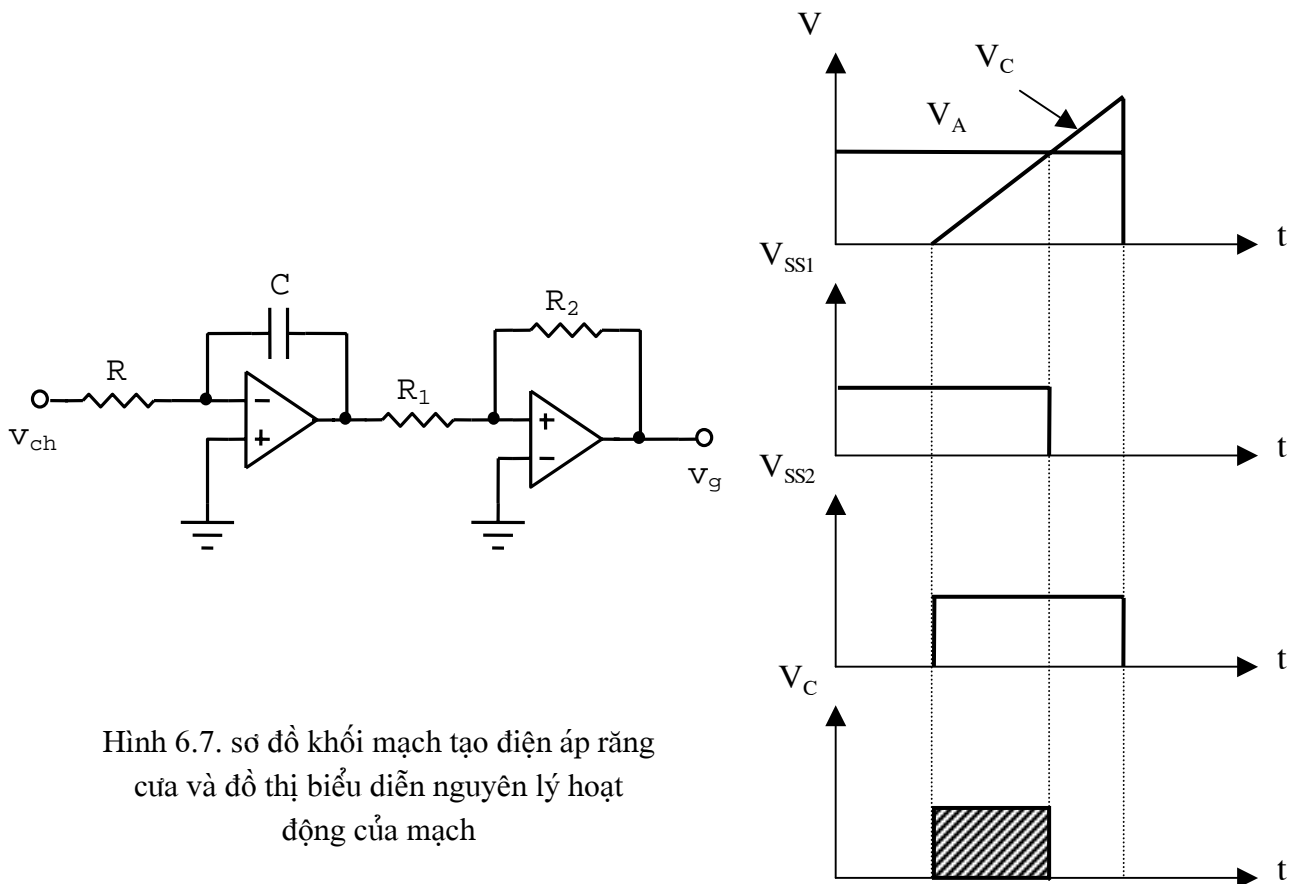 V
V_C
V_A
t
V_SS1
C
R_2
R
R_1
−
+
+
−
v_ch
v_g
t
V_SS2
t
V_C
t
Hình 6.7. sơ đồ khối mạch tạo điện áp răng
cưa và đồ thị biểu diễn nguyên lý hoạt
động của mạch